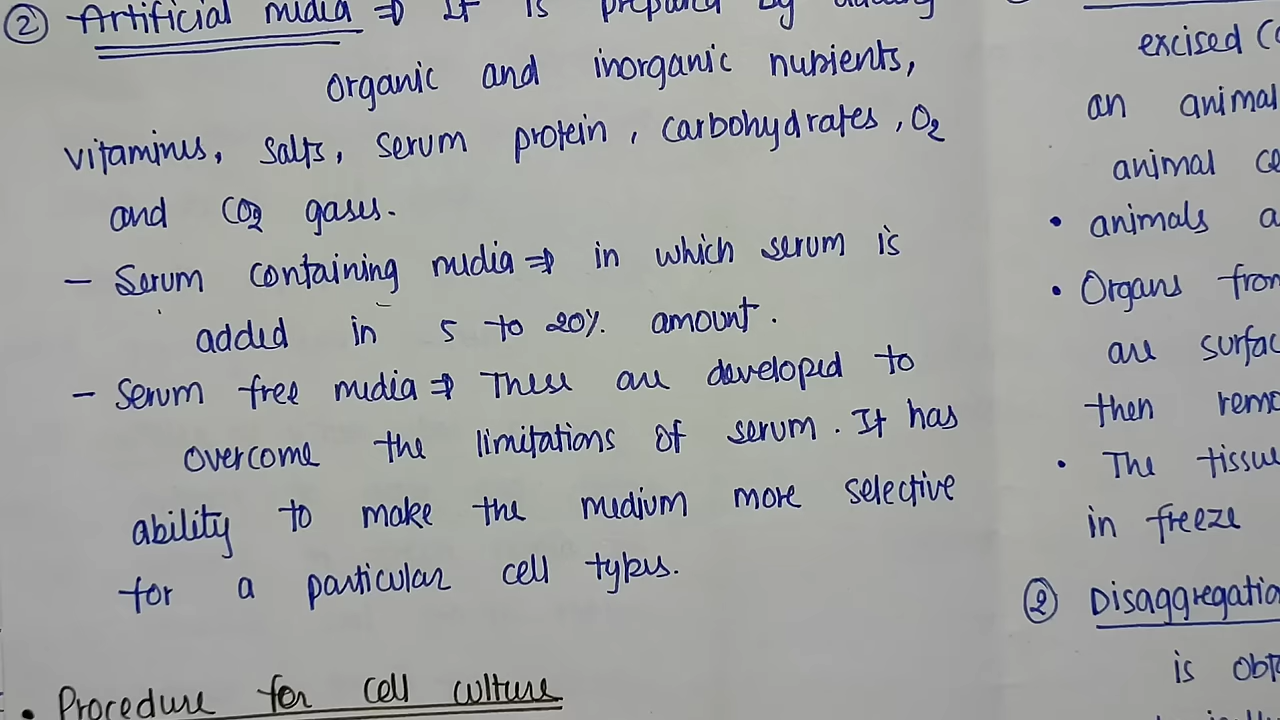 ② Artificial media ⇒ It is prepared by adding
organic and inorganic nutrients,
vitamins, salts, serum protein, carbohydrates, O2
and CO2 gases.
- Serum containing media ⇒ in which serum is
added in 5 to 20% amount.
- Serum free media ⇒ These are developed to
overcome the limitations of serum. It has
ability to make the medium more selective
for a particular cell types.
• Procedure for cell culture
excised
an animal
animal
• animals
• Organs from
are
then
• The tissue
in freeze
②
is